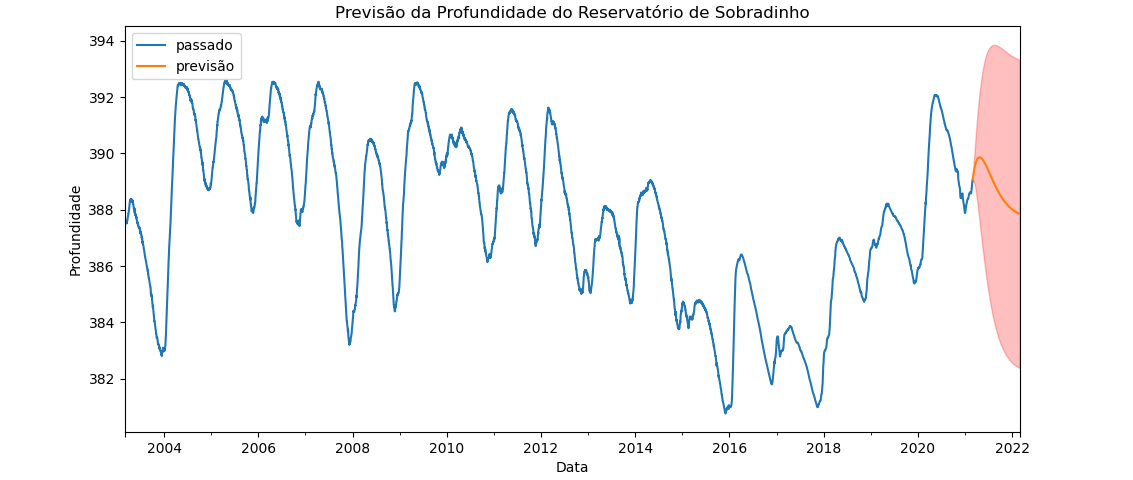 Previsão da Profundidade do Reservatório de Sobradinho
passado
previsão
394
392
390
388
386
384
382
Profundidade
2004 2006 2008 2010 2012 2014 2016 2018 2020 2022
Data